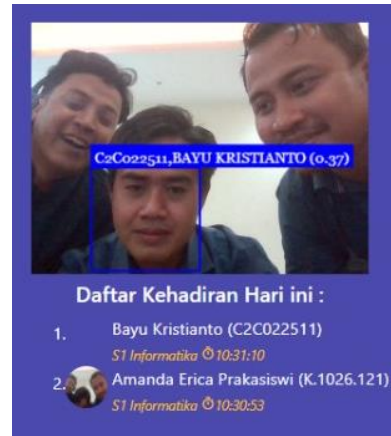 C2C022511,BAYU KRISTIANTO (0.37)
Daftar Kehadiran Hari ini :
1. Bayu Kristianto (C2C022511)
S1 Informatika ⏱10:31:10
2. Amanda Erica Prakasiswi (K.1026.121)
S1 Informatika ⏱10:30:53